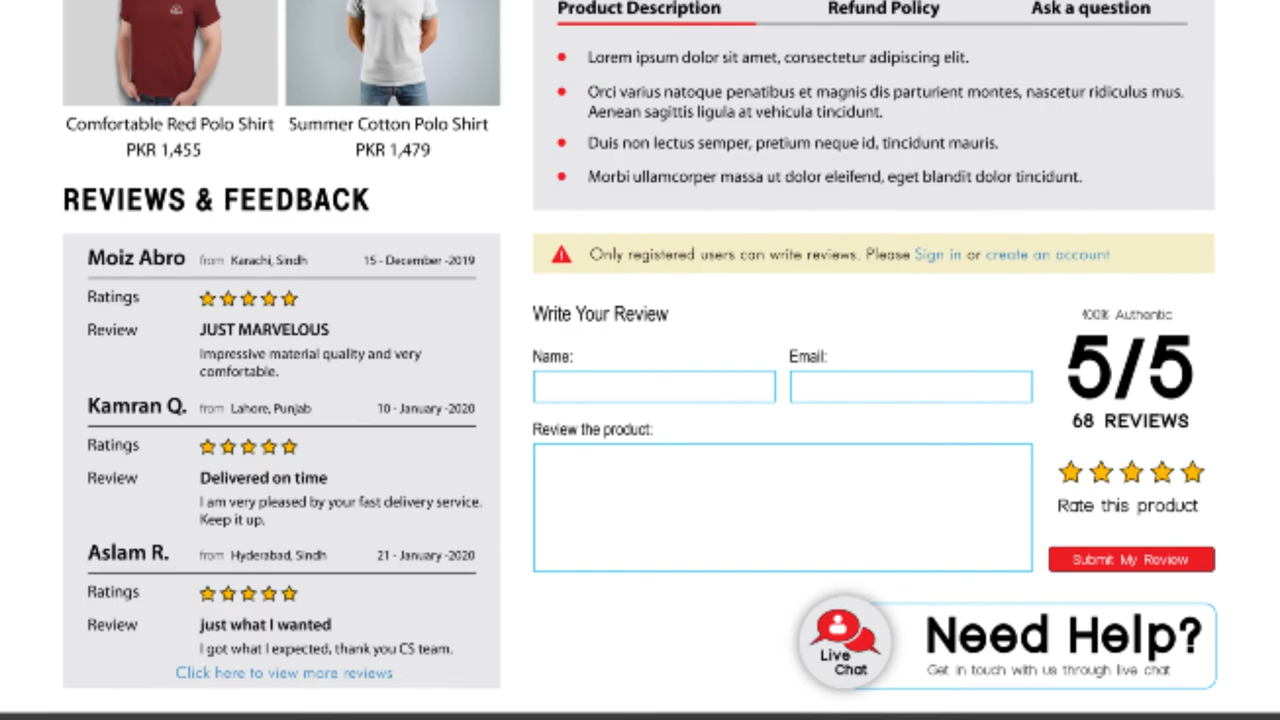 Product Description Refund Policy Ask a question
Lorem ipsum dolor sit amet, consectetur adipiscing elit.
Orci varius natoque penatibus et magnis dis parturient montes, nascetur ridiculus mus.
Aenean sagittis ligula at vehicula tincidunt.
Duis non lectus semper, pretium neque id, tincidunt mauris.
Morbi ullamcorper massa ut dolor eleifend, eget blandit dolor tincidunt.
Comfortable Red Polo Shirt
PKR 1,455
Summer Cotton Polo Shirt
PKR 1,479
REVIEWS & FEEDBACK
Moiz Abro from Karachi, Sindh 15 - December -2019
Ratings
Review JUST MARVELOUS
Impressive material quality and very
comfortable.
Kamran Q. from Lahore, Punjab 10 - January -2020
Ratings
Review Delivered on time
I am very pleased by your fast delivery service.
Keep it up.
Aslam R. from Hyderabad, Sindh 21 - January -2020
Ratings
Review just what I wanted
I got what I expected, thank you CS team.
Click here to view more reviews
Only registered users can write reviews. Please Sign in or create an account
Write Your Review
Name:
Email:
Review the product:
100% Authentic
5/5
68 REVIEWS
Rate this product
Submit My Review
Live
Chat
Need Help?
Get in touch with us through live chat